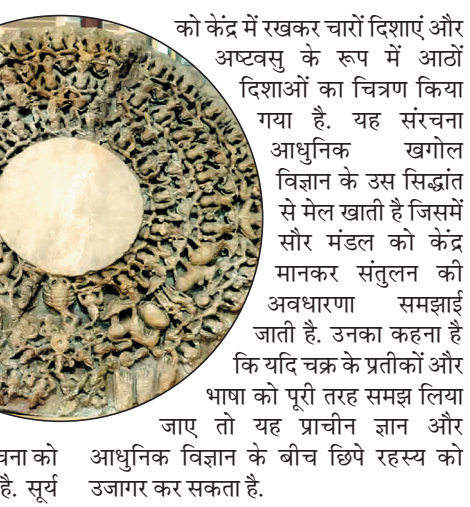 को केंद्र में रखकर चारों दिशाएं और
अष्टवसु के रूप में आठों
दिशाओं का चित्रण किया
गया है. यह संरचना
आधुनिक खगोल
विज्ञान के उस सिद्धांत
से मेल खाती है जिसमें
सौर मंडल को केंद्र
मानकर संतुलन की
अवधारणा समझाई
जाती है. उनका कहना है
कि यदि चक्र के प्रतीकों और
भाषा को पूरी तरह समझ लिया
जाए तो यह प्राचीन ज्ञान और
आधुनिक विज्ञान के बीच छिपे रहस्य को
उजागर कर सकता है.
को
है. सूर्य